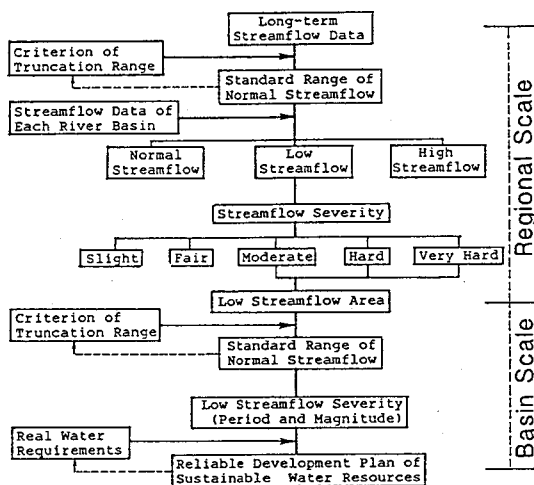 Long-term
Streamflow Data
Criterion of
Truncation Range
Standard Range of
Normal Streamflow
Streamflow Data of
Each River Basin
Normal
Streamflow
Low
Streamflow
High
Streamflow
Streamflow Severity
Slight
Fair
Moderate
Hard
Very Hard
Low Streamflow Area
Criterion of
Truncation Range
Standard Range of
Normal Streamflow
Low Streamflow Severity
(Period and Magnitude)
Real Water
Requirements
Reliable Development Plan of
Sustainable Water Resources
Regional Scale
Basin Scale